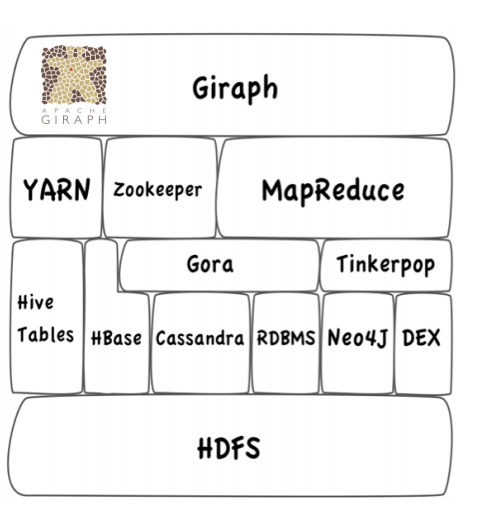 APACHE
GIRAPH
Giraph
YARN
Zookeeper
MapReduce
Gora
Tinkerpop
Hive
Tables
HBase
Cassandra
RDBMS
Neo4J
DEX
HDFS